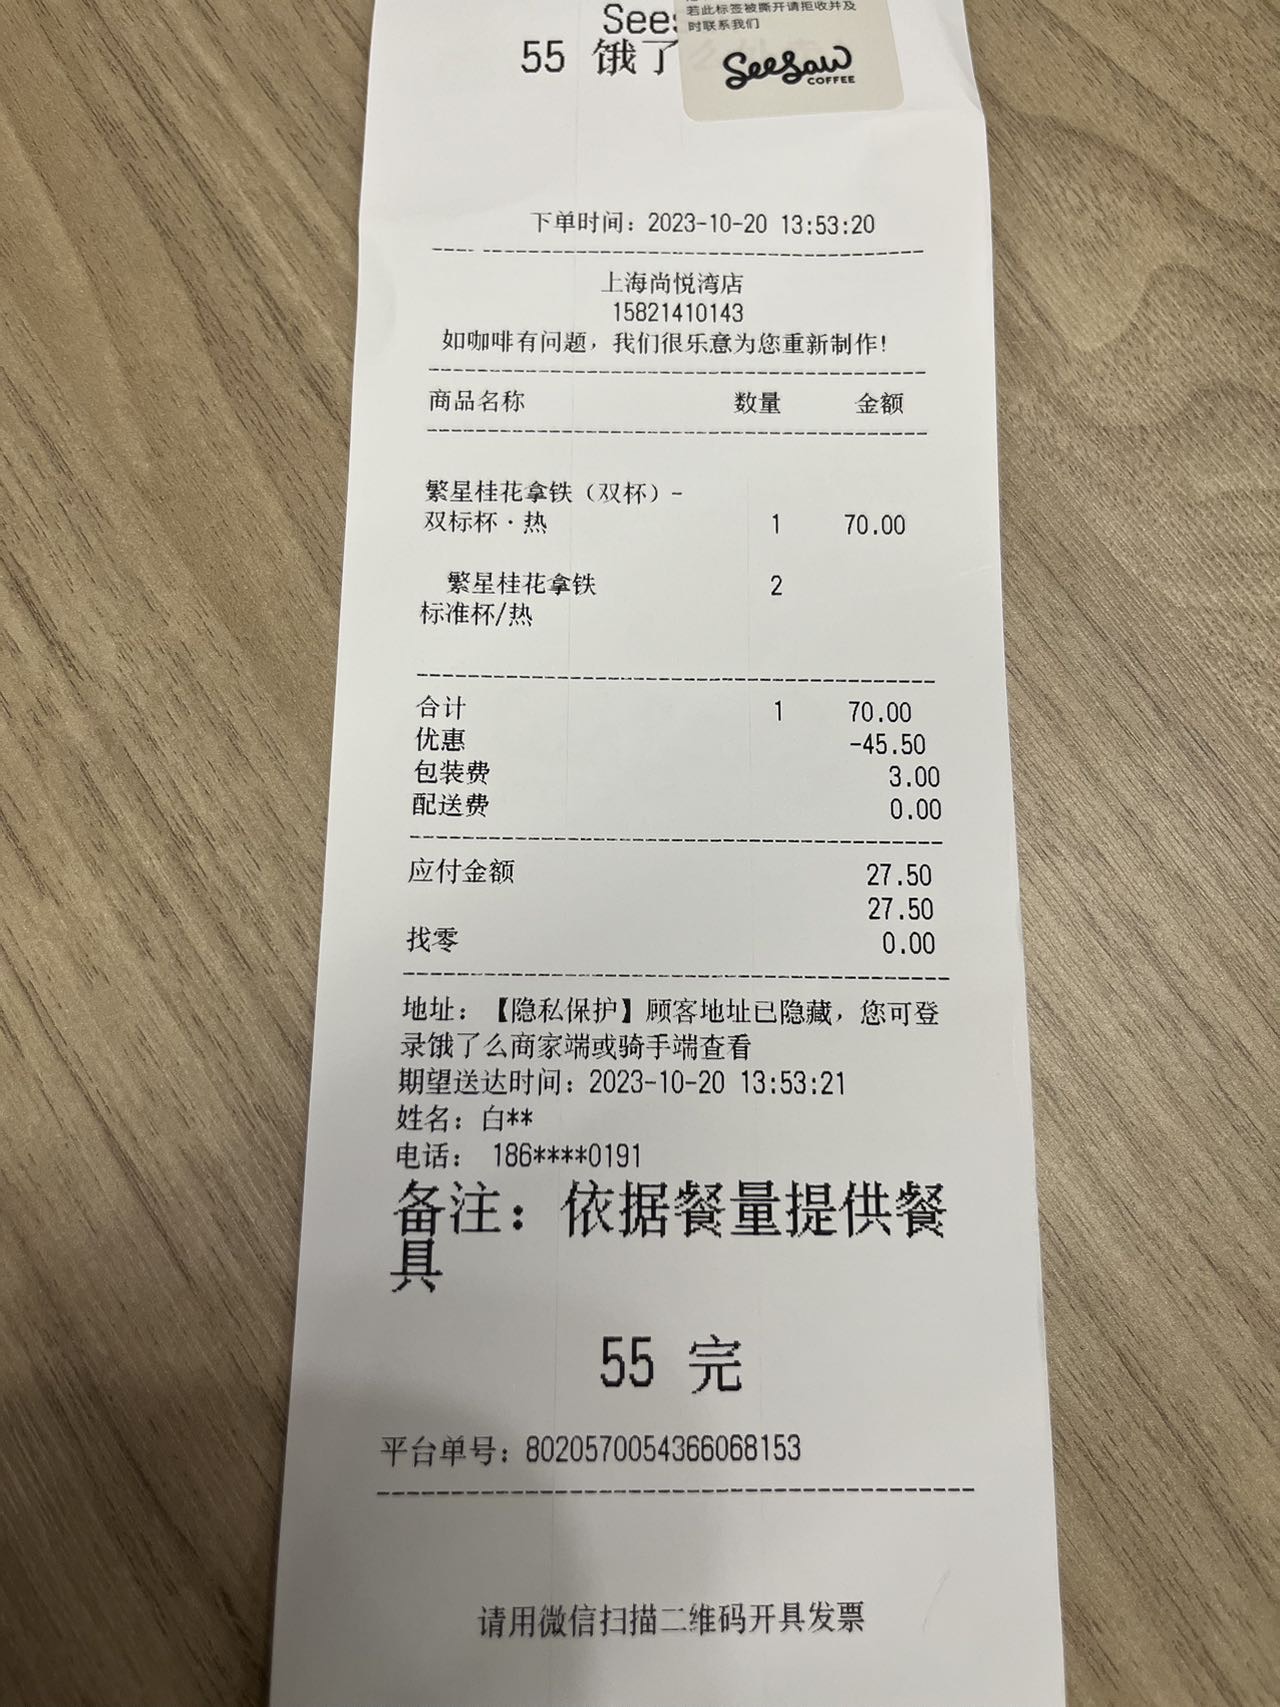 若此标签被撕开请拒收并及
时联系我们
SeeSaw
COFFEE
55 饿了
下单时间：2023-10-20 13:53:20
上海尚悦湾店
15821410143
如咖啡有问题，我们很乐意为您重新制作！
商品名称 数量 金额
繁星桂花拿铁（双杯）-
双标杯·热 1 70.00
繁星桂花拿铁 2
标准杯/热
合计 1 70.00
优惠 -45.50
包装费 3.00
配送费 0.00
应付金额 27.50
27.50
找零 0.00
地址：【隐私保护】顾客地址已隐藏，您可登
录饿了么商家端或骑手端查看
期望送达时间：2023-10-20 13:53:21
姓名：白**
电话： 186****0191
备注：依据餐量提供餐
具
55 完
平台单号：8020570054366068153
请用微信扫描二维码开具发票